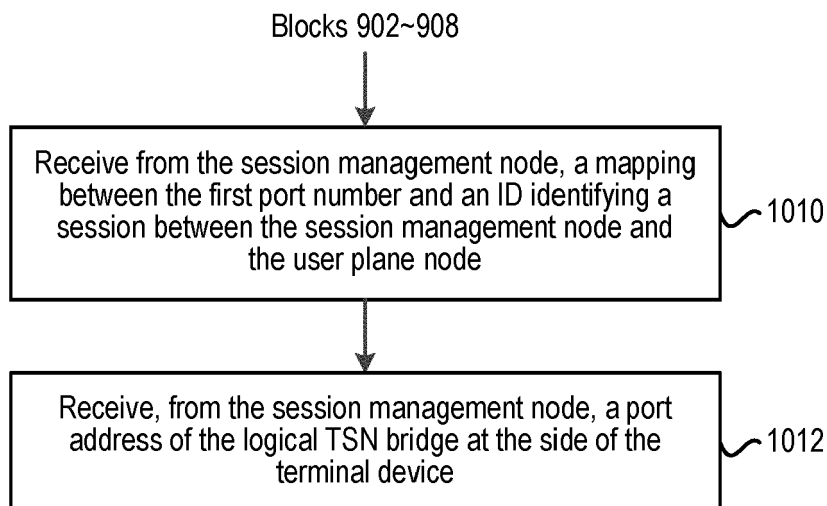 Blocks 902~908
Receive from the session management node, a mapping
between the first port number and an ID identifying a
session between the session management node and
the user plane node
1010
Receive, from the session management node, a port
address of the logical TSN bridge at the side of the
terminal device
1012